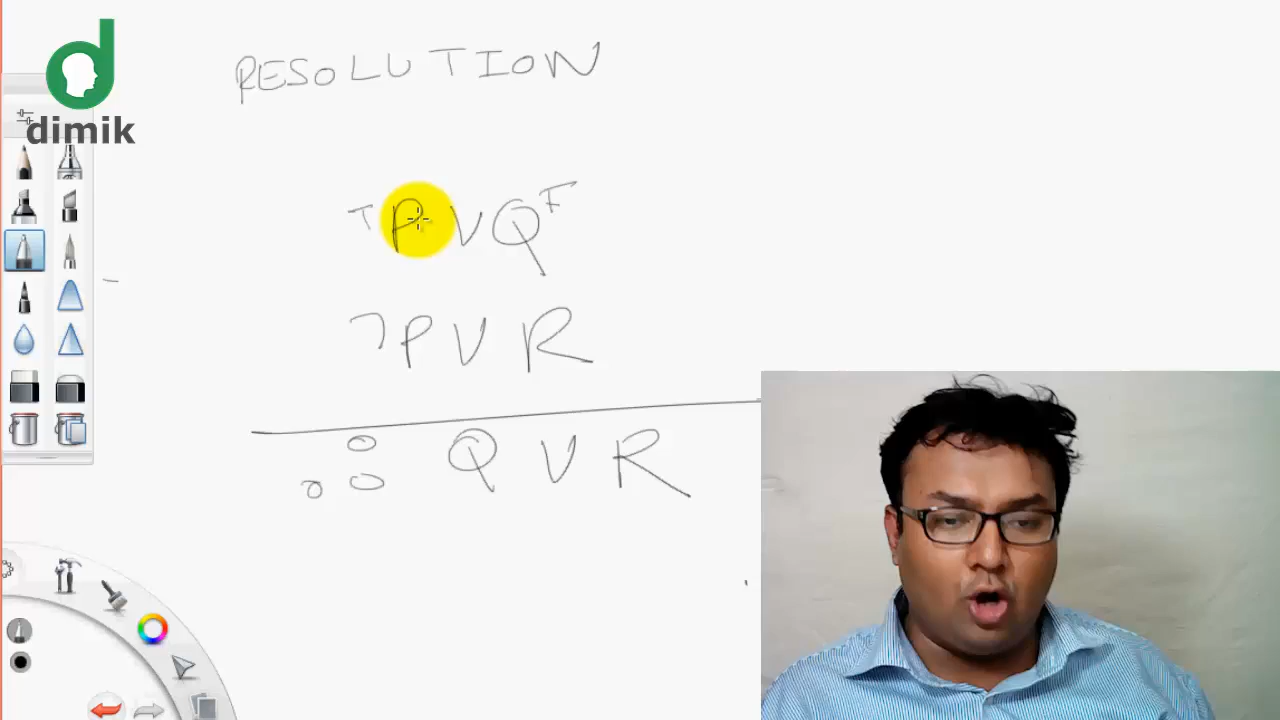 dimik
RESOLUTION
T P V Q F
¬P V R
∴ Q V R